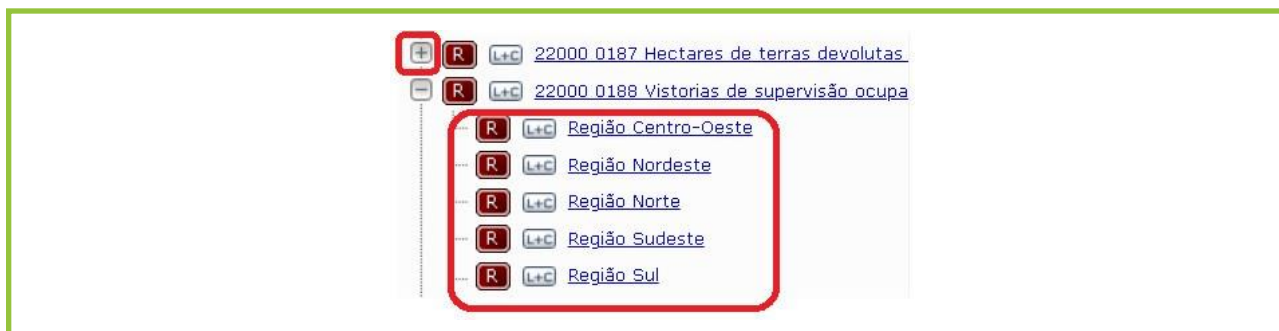 + R L+C 22000 0187 Hectares de terras devolutas
− R L+C 22000 0188 Vistorias de supervisão ocupa
R L+C Região Centro-Oeste
R L+C Região Nordeste
R L+C Região Norte
R L+C Região Sudeste
R L+C Região Sul